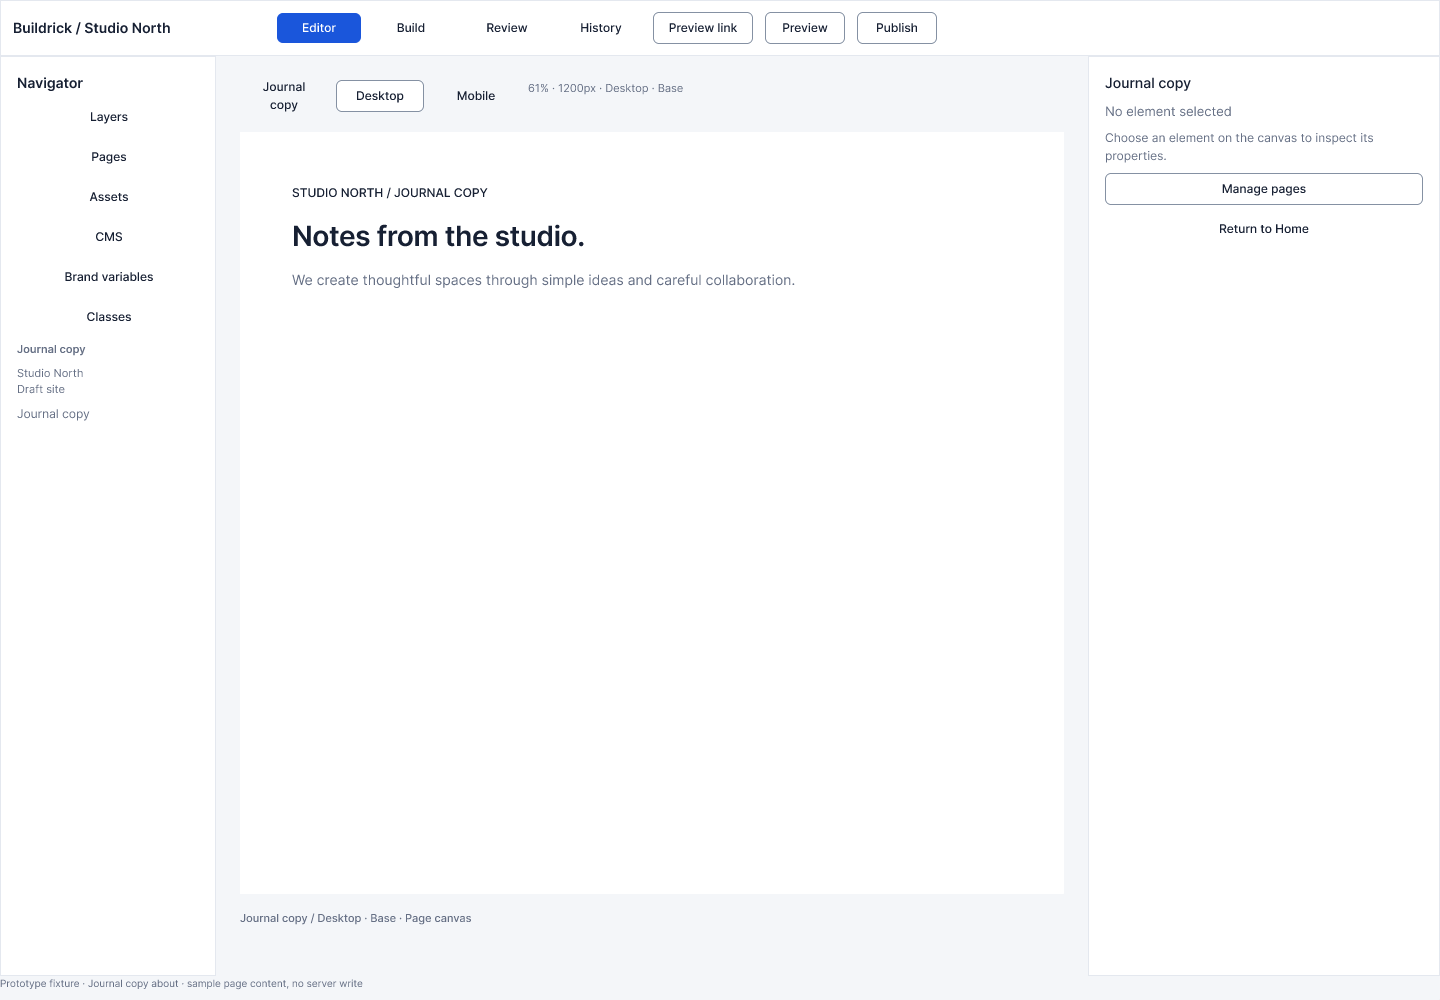 Buildrick / Studio North
Editor
Build
Review
History
Preview link
Preview
Publish
Navigator
Layers
Pages
Assets
CMS
Brand variables
Classes
Journal copy
Studio North
Draft site
Journal copy
Journal
copy
Desktop
Mobile
61% · 1200px · Desktop · Base
STUDIO NORTH / JOURNAL COPY
Notes from the studio.
We create thoughtful spaces through simple ideas and careful collaboration.
Journal copy / Desktop · Base · Page canvas
Journal copy
No element selected
Choose an element on the canvas to inspect its
properties.
Manage pages
Return to Home
Prototype fixture · Journal copy about · sample page content, no server write